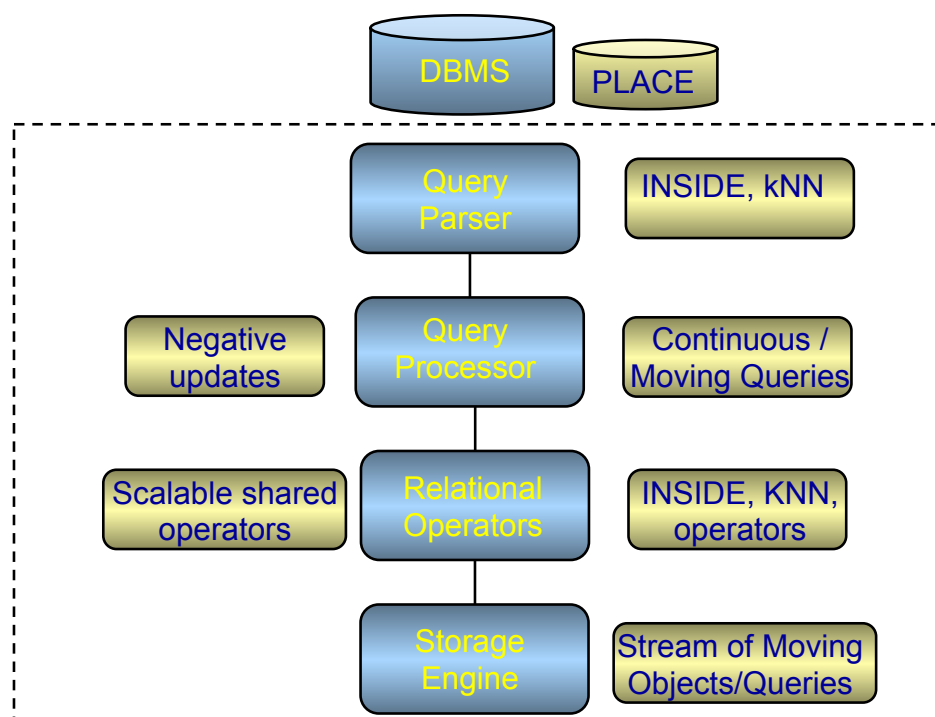 DBMS
PLACE
Query
Parser
INSIDE, kNN
Negative
updates
Query
Processor
Continuous /
Moving Queries
Scalable shared
operators
Relational
Operators
INSIDE, KNN,
operators
Storage
Engine
Stream of Moving
Objects/Queries